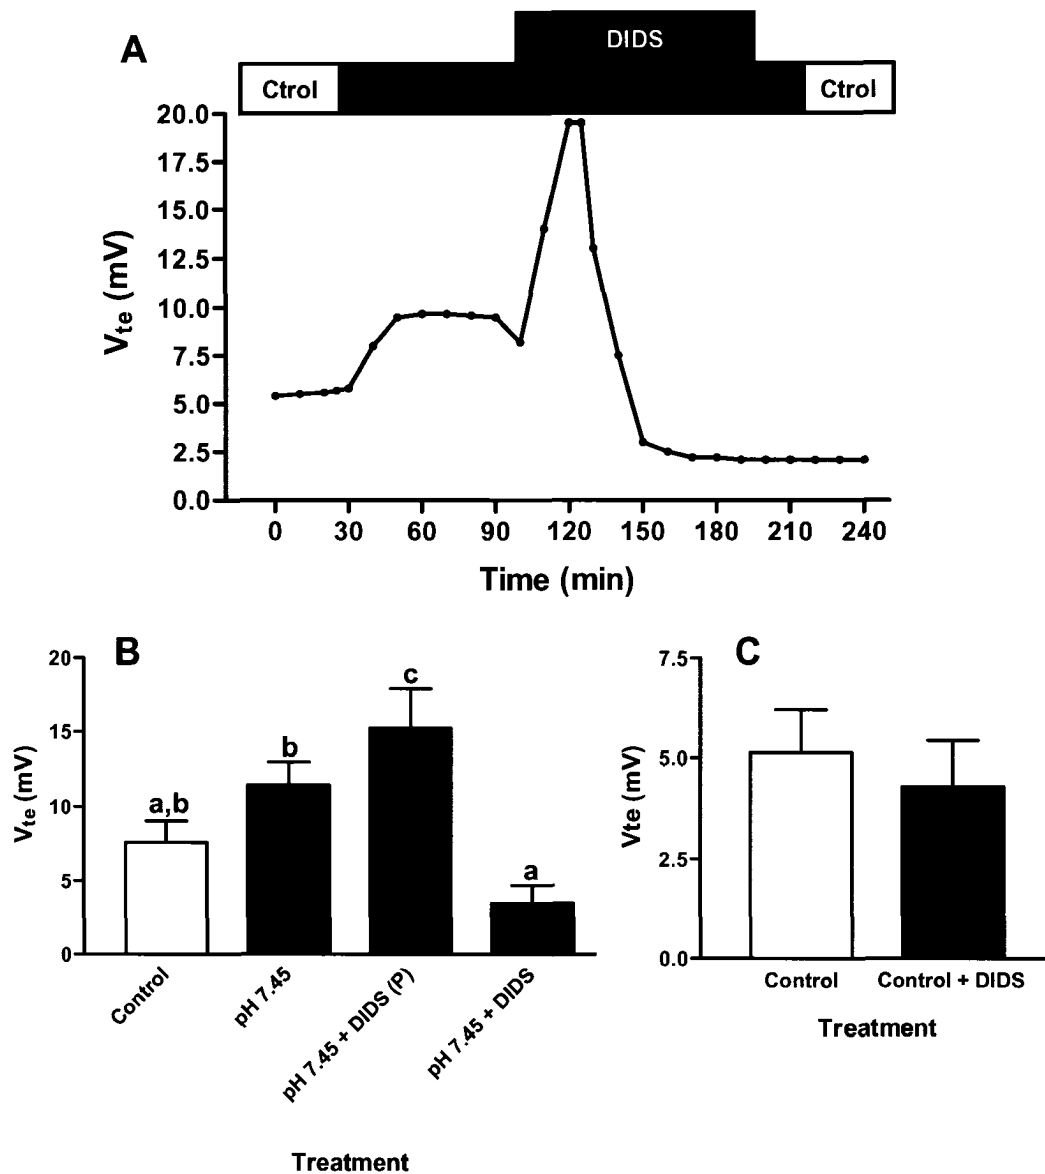 A
DIDS
Ctrol
Ctrol
20.0
17.5
15.0
12.5
10.0
7.5
5.0
2.5
0.0
Vte (mV)
0 30 60 90 120 150 180 210 240
Time (min)
B
20
15
10
5
0
Vte (mV)
a,b
b
c
a
Control
pH 7.45
pH 7.45 + DIDS (P)
pH 7.45 + DIDS
Treatment
C
7.5
5.0
2.5
0.0
Vte (mV)
Control Control + DIDS
Treatment